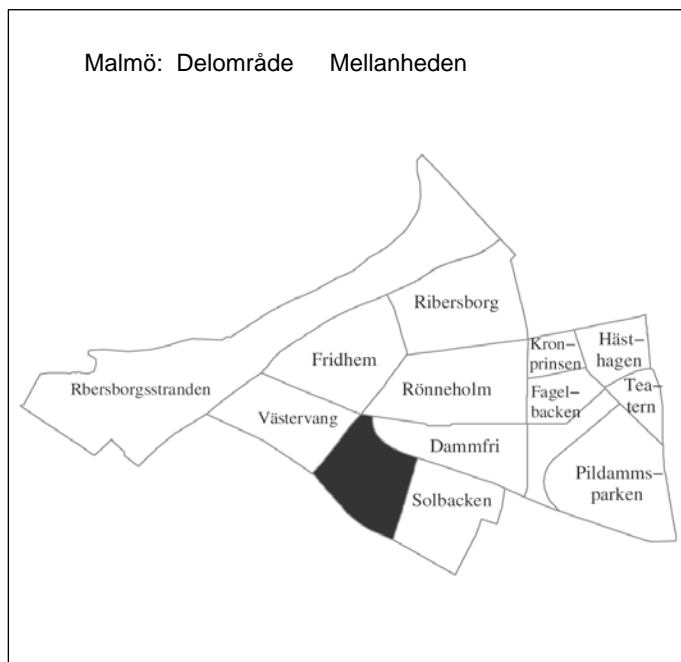 Malmö: Delområde Mellanheden
Ribersborg
Kron–
prinsen
Häst–
hagen
Fridhem
Rbersborgsstranden
Rönneholm
Fagel–
backen
Tea–
tern
Västervang
Dammfri
Pildamms–
parken
Solbacken